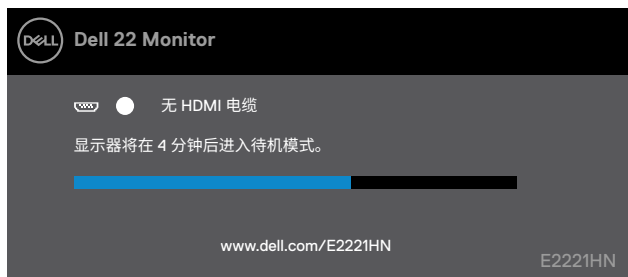 DELL Dell 22 Monitor
无 HDMI 电缆
显示器将在 4 分钟后进入待机模式。
www.dell.com/E2221HN
E2221HN